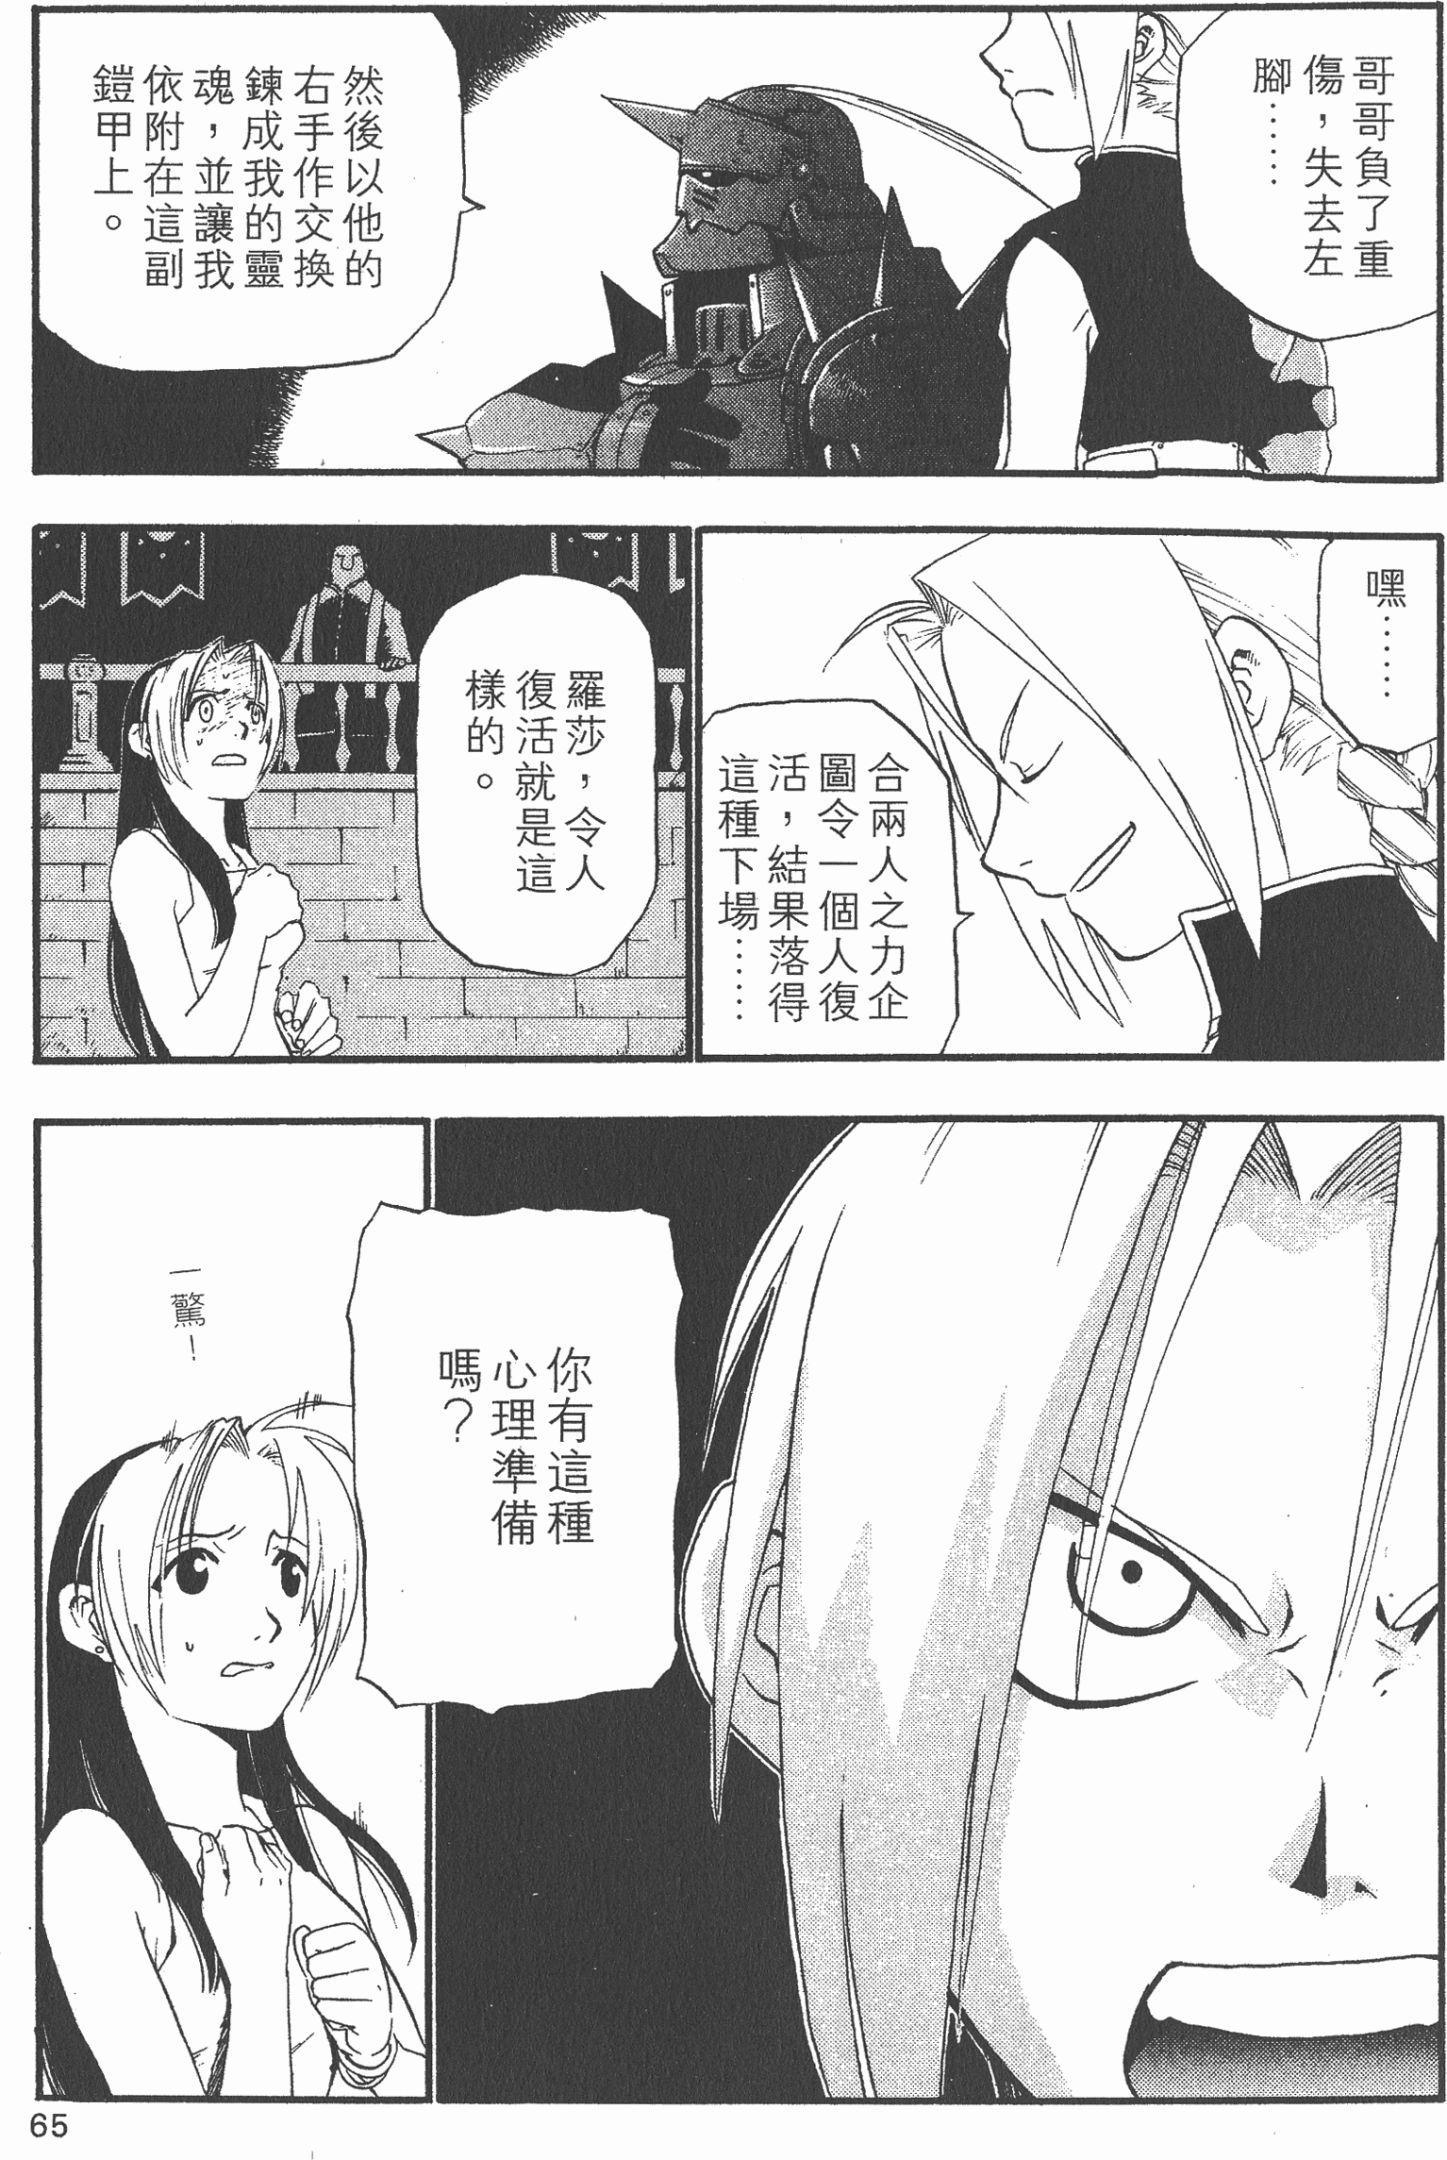 哥哥負了重
傷，失去左
腳……
然後以他的
右手作交換
鍊成我的靈
魂，並讓我
依附在這副
鎧甲上。
嘿……
合兩人之力企
圖令一個人復
活，結果落得
這種下場……
羅莎，令人
復活就是這
樣的。
你有這種
心理準備
嗎？
一驚！
65